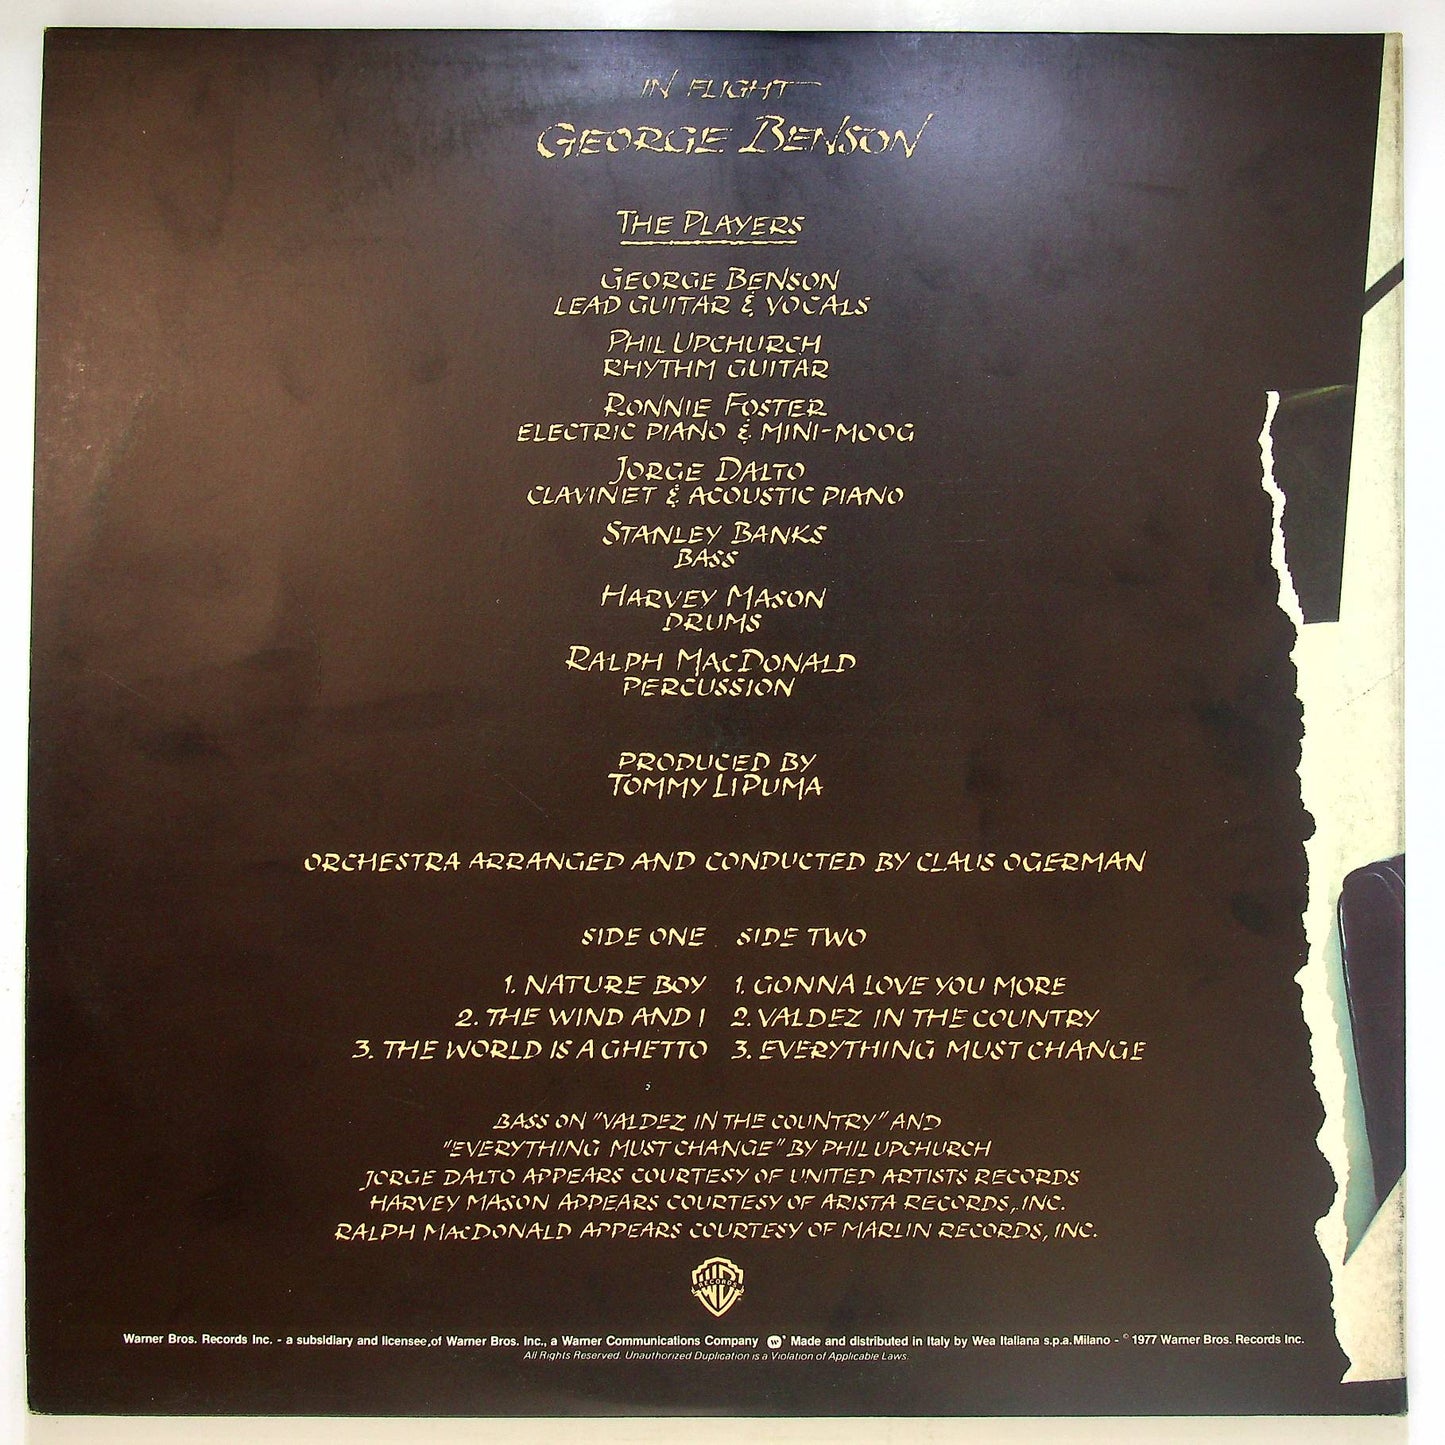 IN FLIGHT
GEORGE BENSON
THE PLAYERS
GEORGE BENSON
LEAD GUITAR & VOCALS
PHIL UPCHURCH
RHYTHM GUITAR
RONNIE FOSTER
ELECTRIC PIANO & MINI-MOOG
JORGE DALTO
CLAVINET & ACOUSTIC PIANO
STANLEY BANKS
BASS
HARVEY MASON
DRUMS
RALPH MACDONALD
PERCUSSION
PRODUCED BY
TOMMY LIPUMA
ORCHESTRA ARRANGED AND CONDUCTED BY CLAUS OGERMAN
SIDE ONE
1. NATURE BOY
2. THE WIND AND I
3. THE WORLD IS A GHETTO
SIDE TWO
1. GONNA LOVE YOU MORE
2. VALDEZ IN THE COUNTRY
3. EVERYTHING MUST CHANGE
BASS ON "VALDEZ IN THE COUNTRY" AND
"EVERYTHING MUST CHANGE" BY PHIL UPCHURCH
JORGE DALTO APPEARS COURTESY OF UNITED ARTISTS RECORDS
HARVEY MASON APPEARS COURTESY OF ARISTA RECORDS, INC.
RALPH MACDONALD APPEARS COURTESY OF MARLIN RECORDS, INC.
WB RECORDS
Warner Bros. Records Inc. - a subsidiary and licensee,of Warner Bros. Inc., a Warner Communications Company W Made and distributed in Italy by Wea Italiana s.p.a.Milano - © 1977 Warner Bros. Records Inc.
All Rights Reserved. Unauthorized Duplication is a Violation of Applicable Laws.